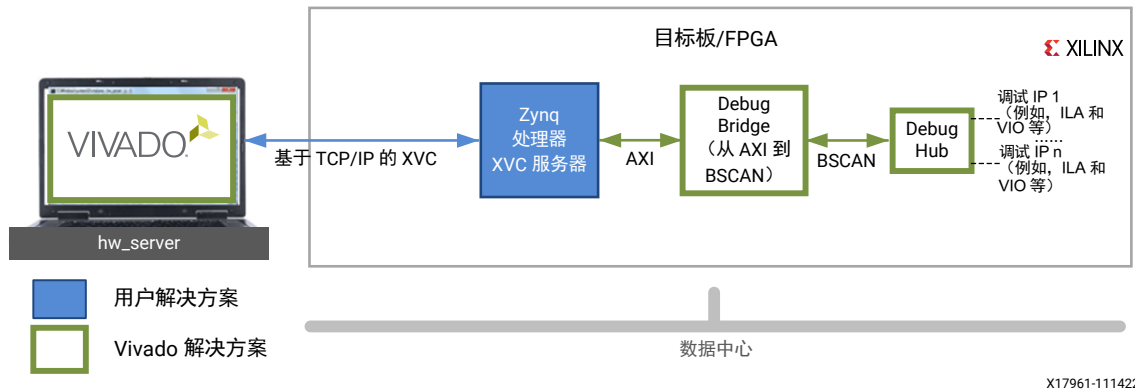 目标板/FPGA
XILINX
VIVADO
hw_server
基于 TCP/IP 的 XVC
Zynq
处理器
XVC 服务器
AXI
Debug
Bridge
（从 AXI 到
BSCAN）
BSCAN
Debug
Hub
调试 IP 1
（例如，ILA 和
VIO 等）
......
调试 IP n
（例如，ILA 和
VIO 等）
用户解决方案
Vivado 解决方案
数据中心
X17961-111422